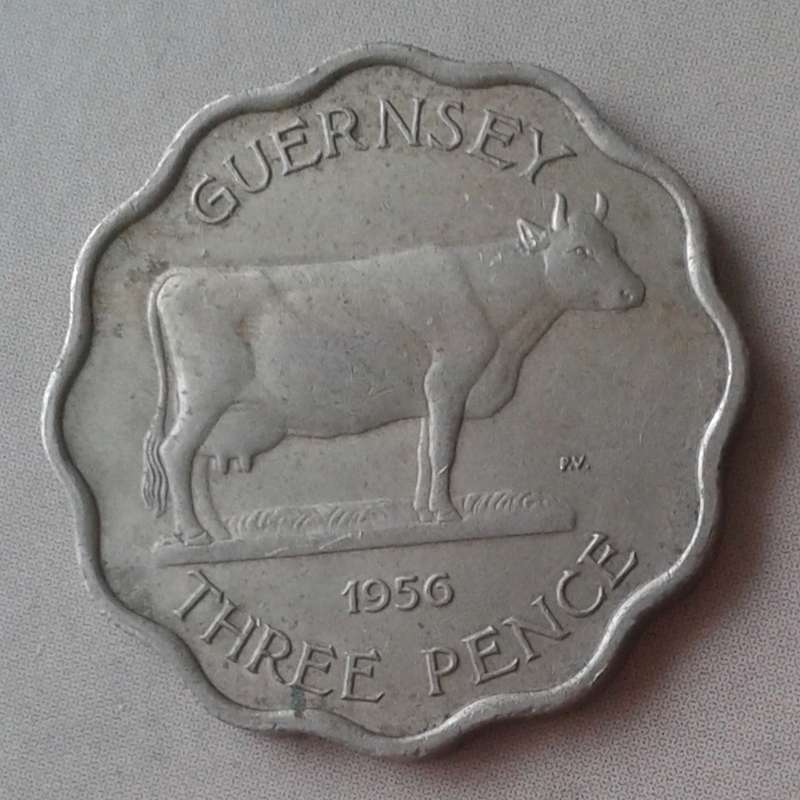 GUERNSEY
P.V.
1956
THREE PENCE